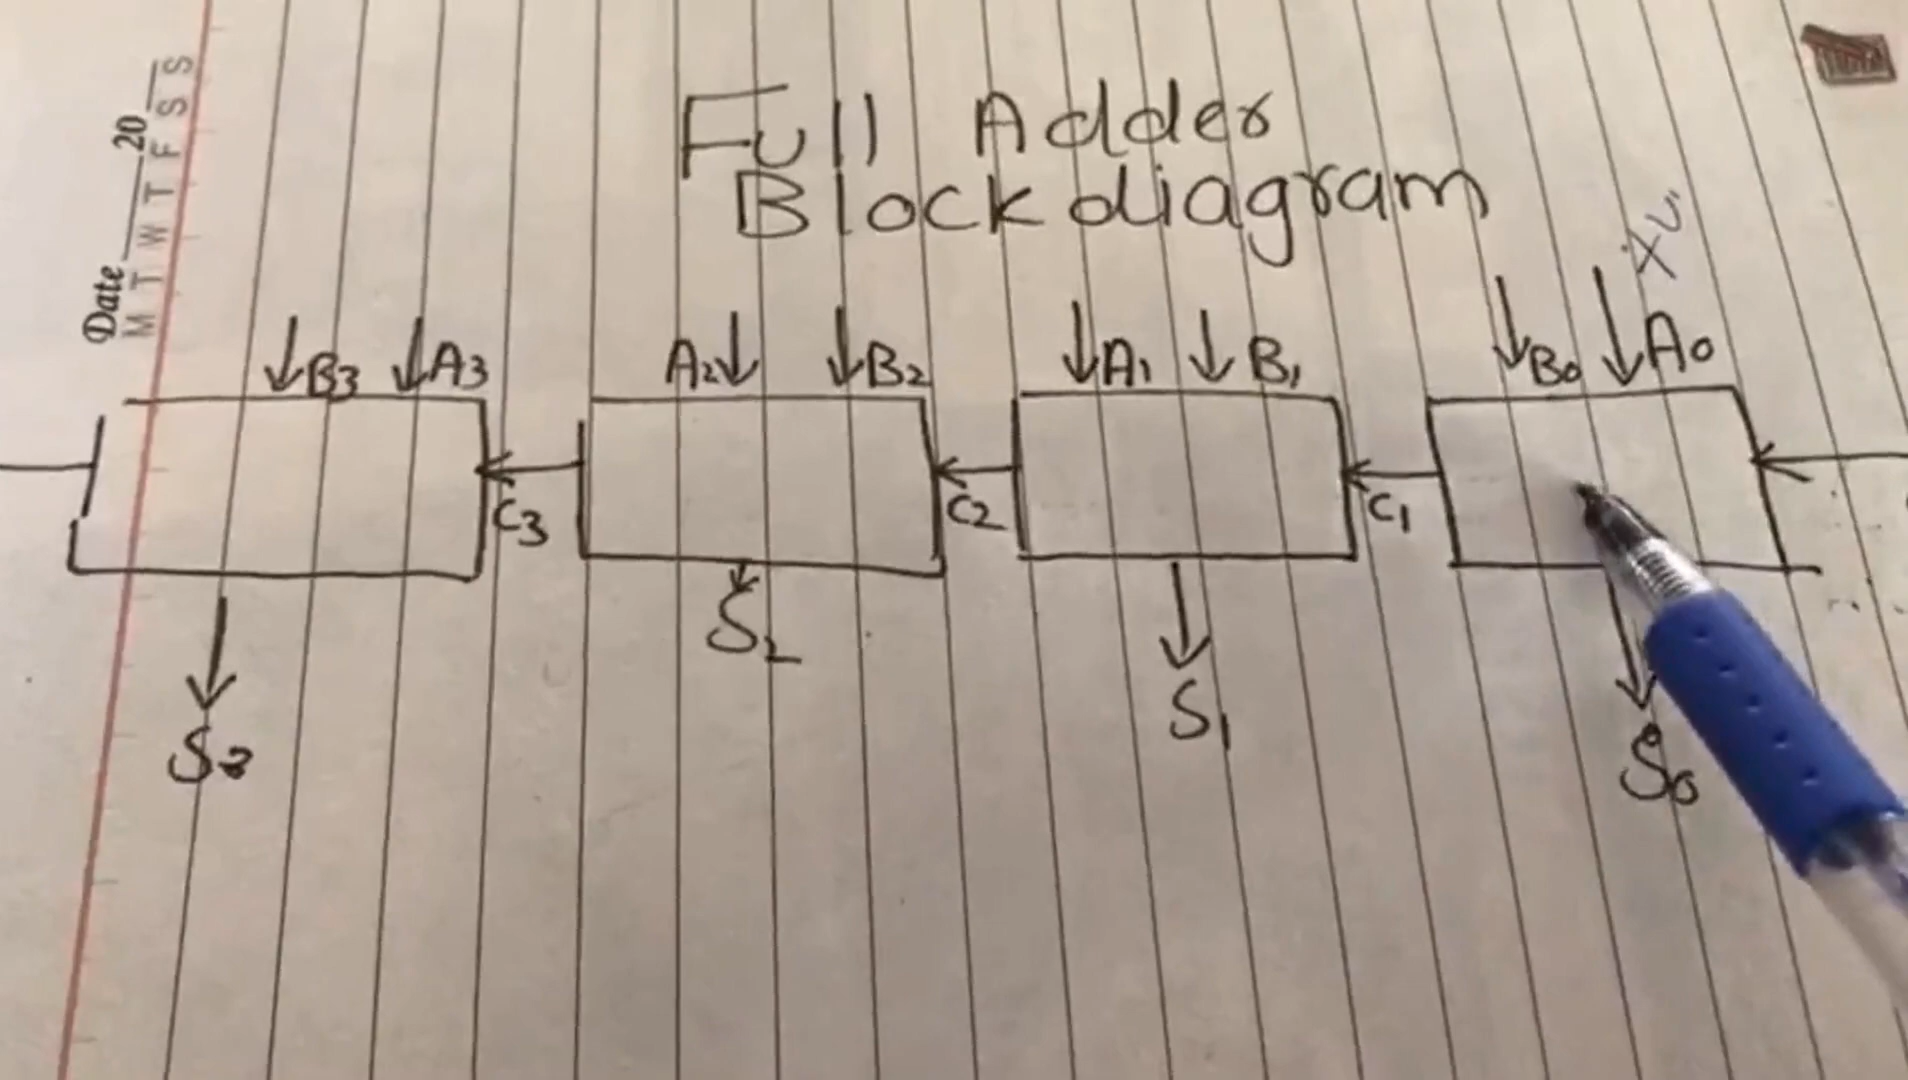 Date 20
M T W T F S S
Full Adder
Block diagram
B3 A3 A2 B2 A1 B1 B0 A0
C3 C2 C1
S3 S2 S1 S0